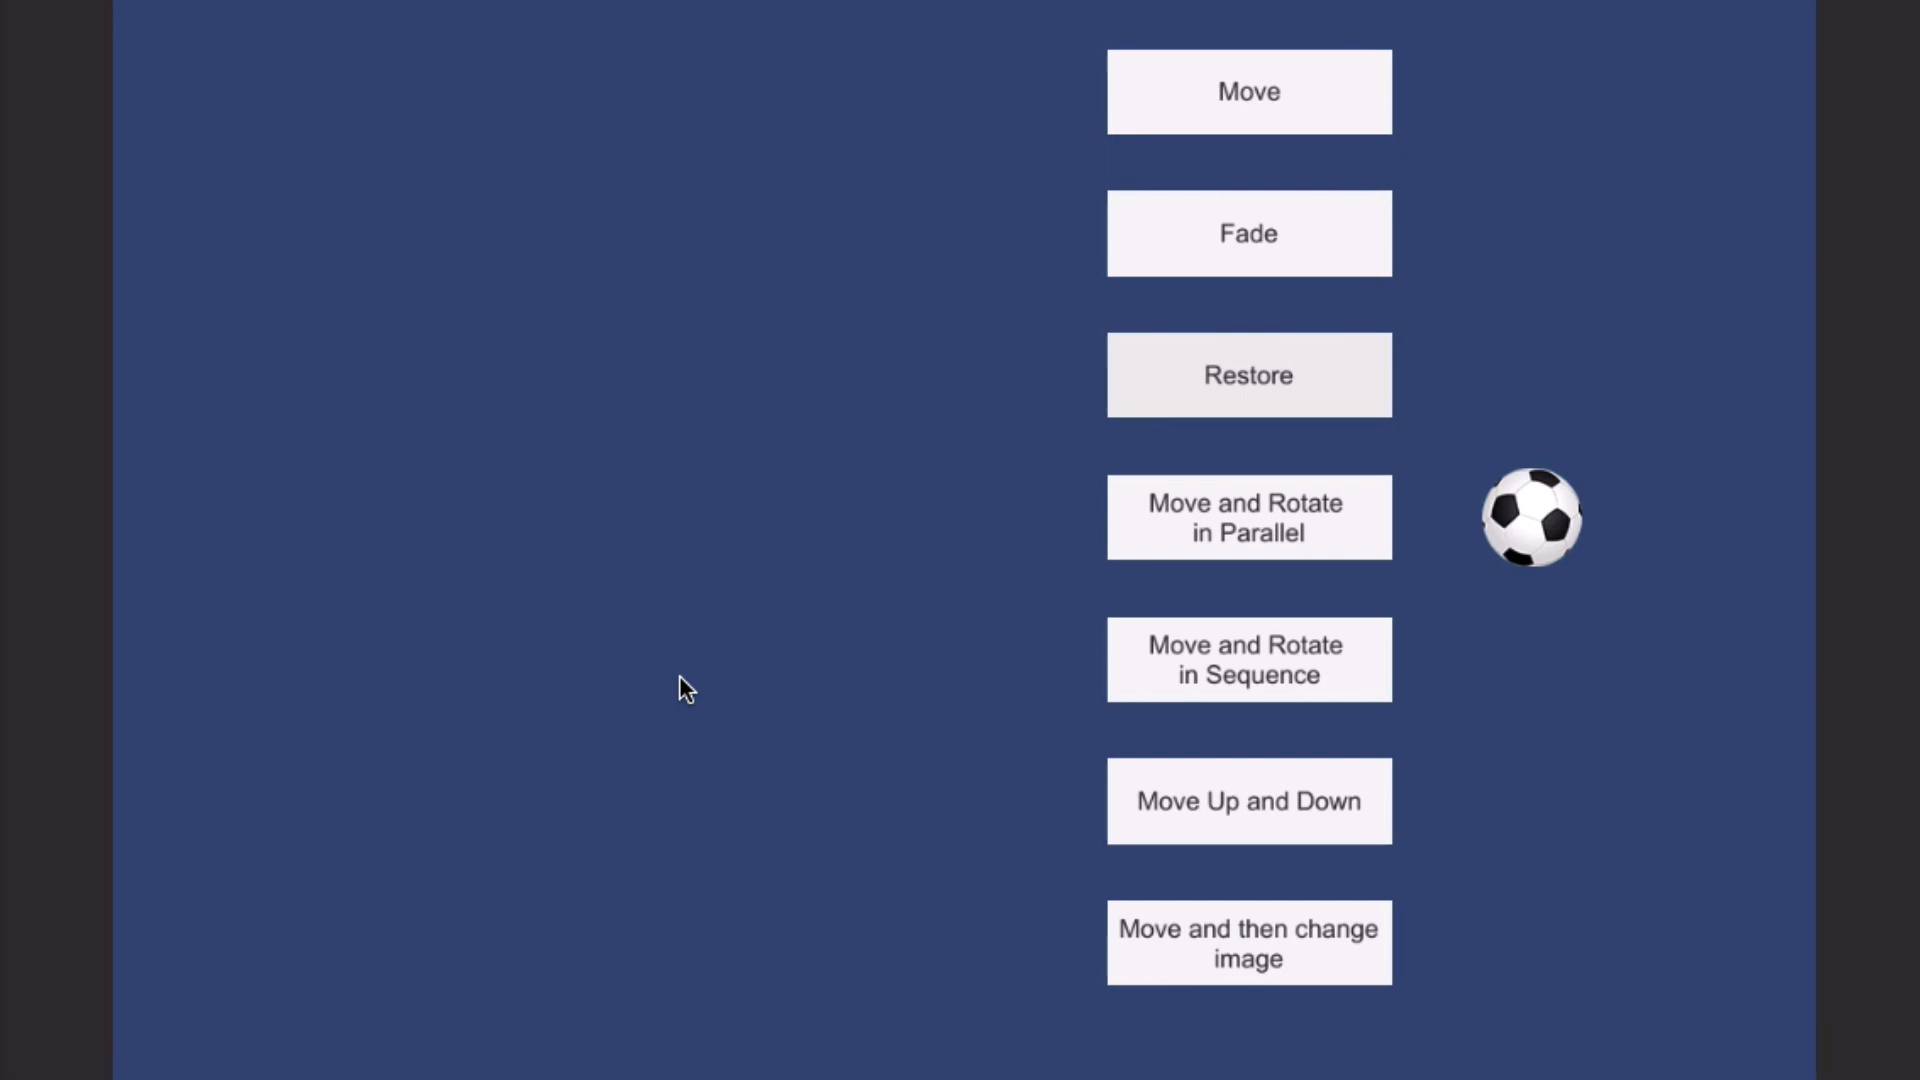 Move
Fade
Restore
Move and Rotate
in Parallel
Move and Rotate
in Sequence
Move Up and Down
Move and then change
image